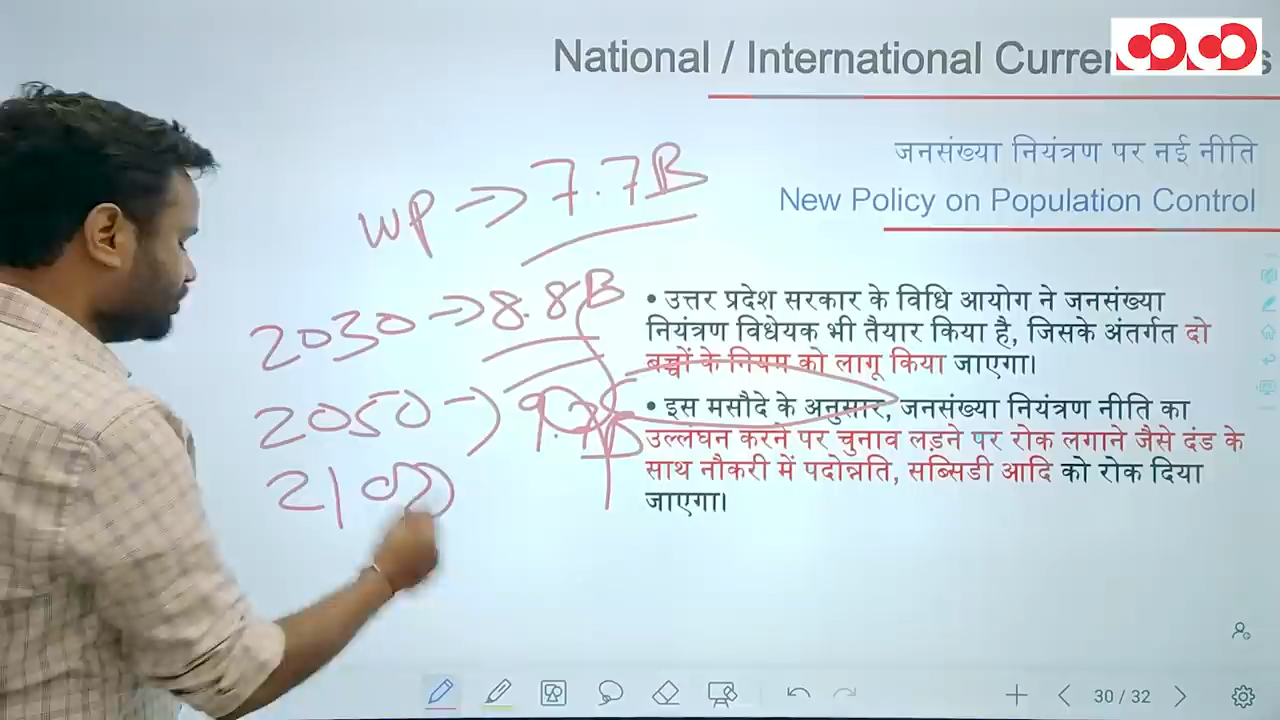 National / International Curre
s
जनसंख्या नियंत्रण पर नई नीति
New Policy on Population Control
WP → 7.7B
2030 → 8.8B
2050 →
2100
• उत्तर प्रदेश सरकार के विधि आयोग ने जनसंख्या
नियंत्रण विधेयक भी तैयार किया है, जिसके अंतर्गत दो
बच्चों के नियम को लागू किया जाएगा।
• इस मसौदे के अनुसार, जनसंख्या नियंत्रण नीति का
उल्लंघन करने पर चुनाव लड़ने पर रोक लगाने जैसे दंड के
साथ नौकरी में पदोन्नति, सब्सिडी आदि को रोक दिया
जाएगा।
30 / 32